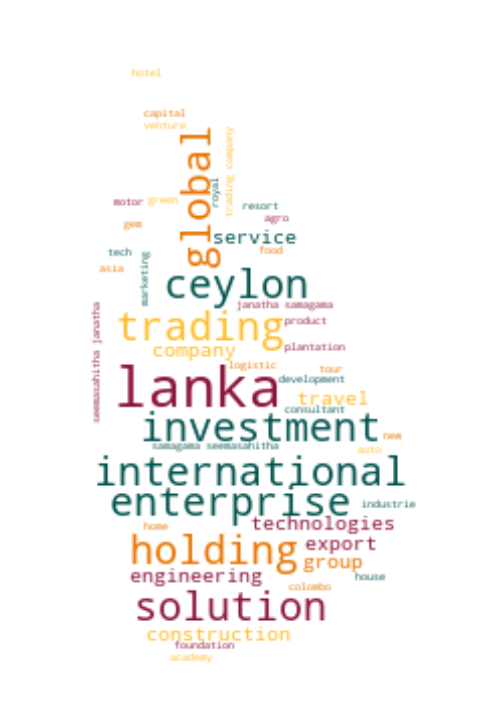 hotel
capital
venture
global
trading company
royal
motor
green
resort
agro
gem
service
tech
food
asia
marketing
ceylon
janatha samagama
seemasahitha janatha
trading
product
company
plantation
logistic
tour
lanka
development
travel
consultant
investment
new
samagama seemasahitha
auto
international
enterprise
industrie
home
technologies
holding
export
group
engineering
house
colombo
solution
construction
foundation
academy